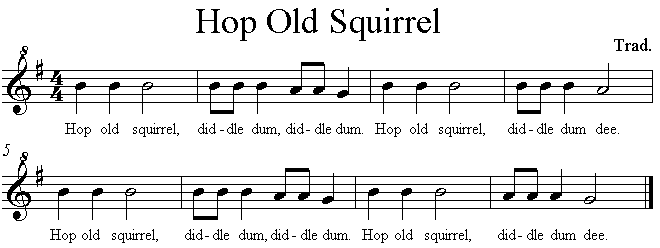 Hop Old Squirrel
Trad.
8
4
4
Hop old squirrel, did - dle dum, did - dle dum. Hop old squirrel, did - dle dum dee.
5
8
Hop old squirrel, did - dle dum, did - dle dum. Hop old squirrel, did - dle dum dee.